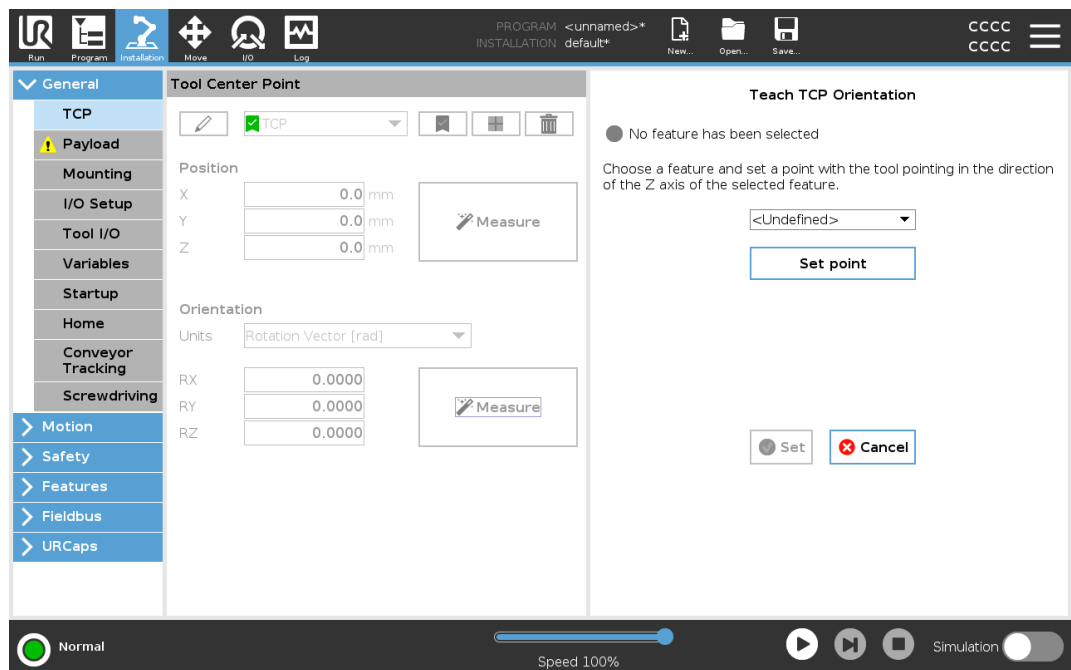 PROGRAM <unnamed>*
INSTALLATION default*
CCCC
CCCC
Run
Program
Installation
Move
I/O
Log
New...
Open...
Save...
General
TCP
Payload
Mounting
I/O Setup
Tool I/O
Variables
Startup
Home
Conveyor
Tracking
Screwdriving
Motion
Safety
Features
Fieldbus
URCaps
Tool Center Point
TCP
Position
X 0.0 mm
Y 0.0 mm
Z 0.0 mm
Measure
Orientation
Units Rotation Vector [rad]
RX 0.0000
RY 0.0000
RZ 0.0000
Measure
Teach TCP Orientation
No feature has been selected
Choose a feature and set a point with the tool pointing in the direction
of the Z axis of the selected feature.
<Undefined>
Set point
Set
Cancel
Normal
Speed 100%
Simulation